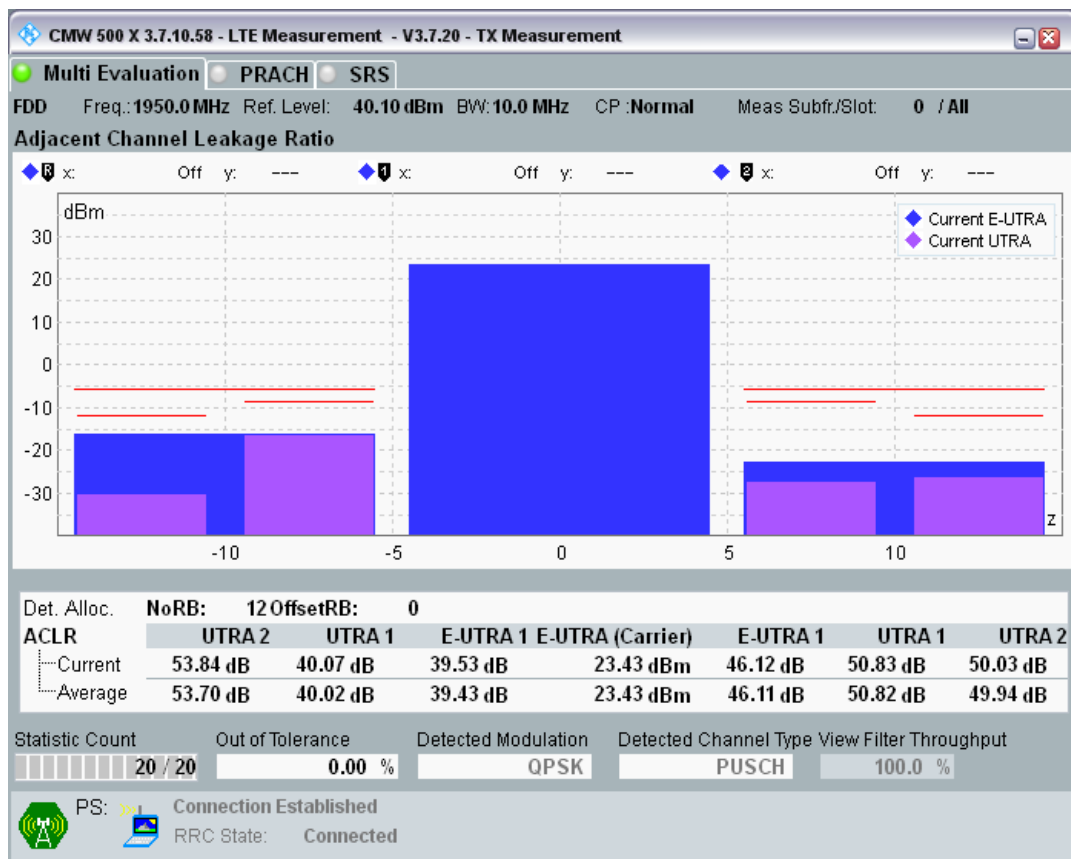 CMW 500 X 3.7.10.58 - LTE Measurement - V3.7.20 - TX Measurement
Multi Evaluation PRACH SRS
FDD Freq.:1950.0 MHz Ref. Level: 40.10 dBm BW:10.0 MHz CP :Normal Meas Subfr./Slot: 0 / All
Adjacent Channel Leakage Ratio
R x: Off y: --- 1 x: Off y: --- 2 x: Off y: ---
dBm
Current E-UTRA
Current UTRA
30
20
10
0
-10
-20
-30
z
-10 -5 0 5 10
Det. Alloc. NoRB: 12 OffsetRB: 0
ACLR UTRA 2 UTRA 1 E-UTRA 1 E-UTRA (Carrier) E-UTRA 1 UTRA 1 UTRA 2
Current 53.84 dB 40.07 dB 39.53 dB 23.43 dBm 46.12 dB 50.83 dB 50.03 dB
Average 53.70 dB 40.02 dB 39.43 dB 23.43 dBm 46.11 dB 50.82 dB 49.94 dB
Statistic Count Out of Tolerance Detected Modulation Detected Channel Type View Filter Throughput
20 / 20 0.00 % QPSK PUSCH 100.0 %
PS: Connection Established
RRC State: Connected